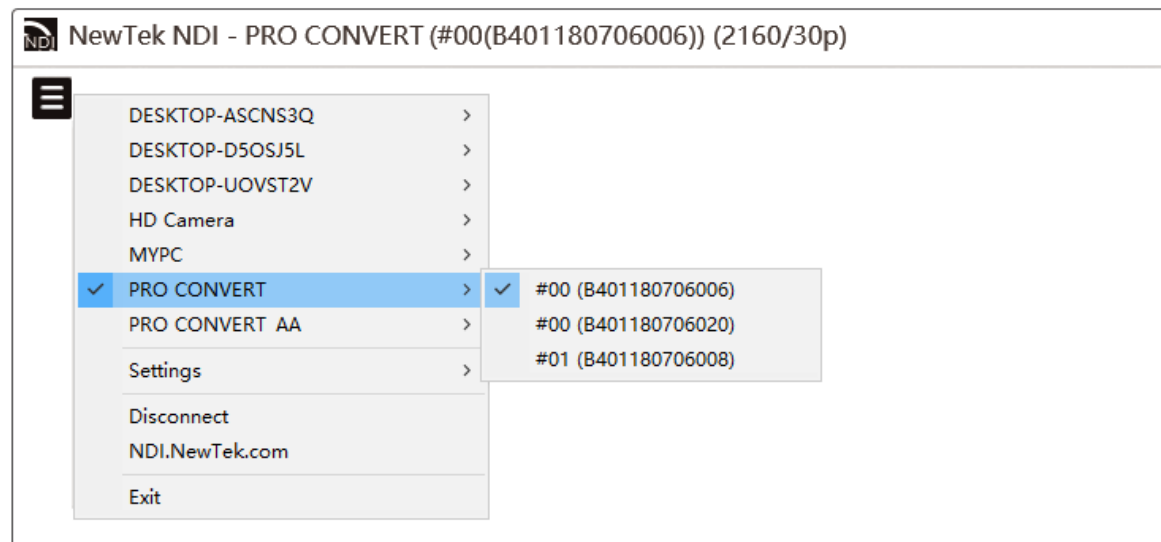 NDI NewTek NDI - PRO CONVERT (#00(B401180706006)) (2160/30p)
DESKTOP-ASCNS3Q
DESKTOP-D5OSJ5L
DESKTOP-UOVST2V
HD Camera
MYPC
PRO CONVERT
PRO CONVERT AA
Settings
Disconnect
NDI.NewTek.com
Exit
#00 (B401180706006)
#00 (B401180706020)
#01 (B401180706008)